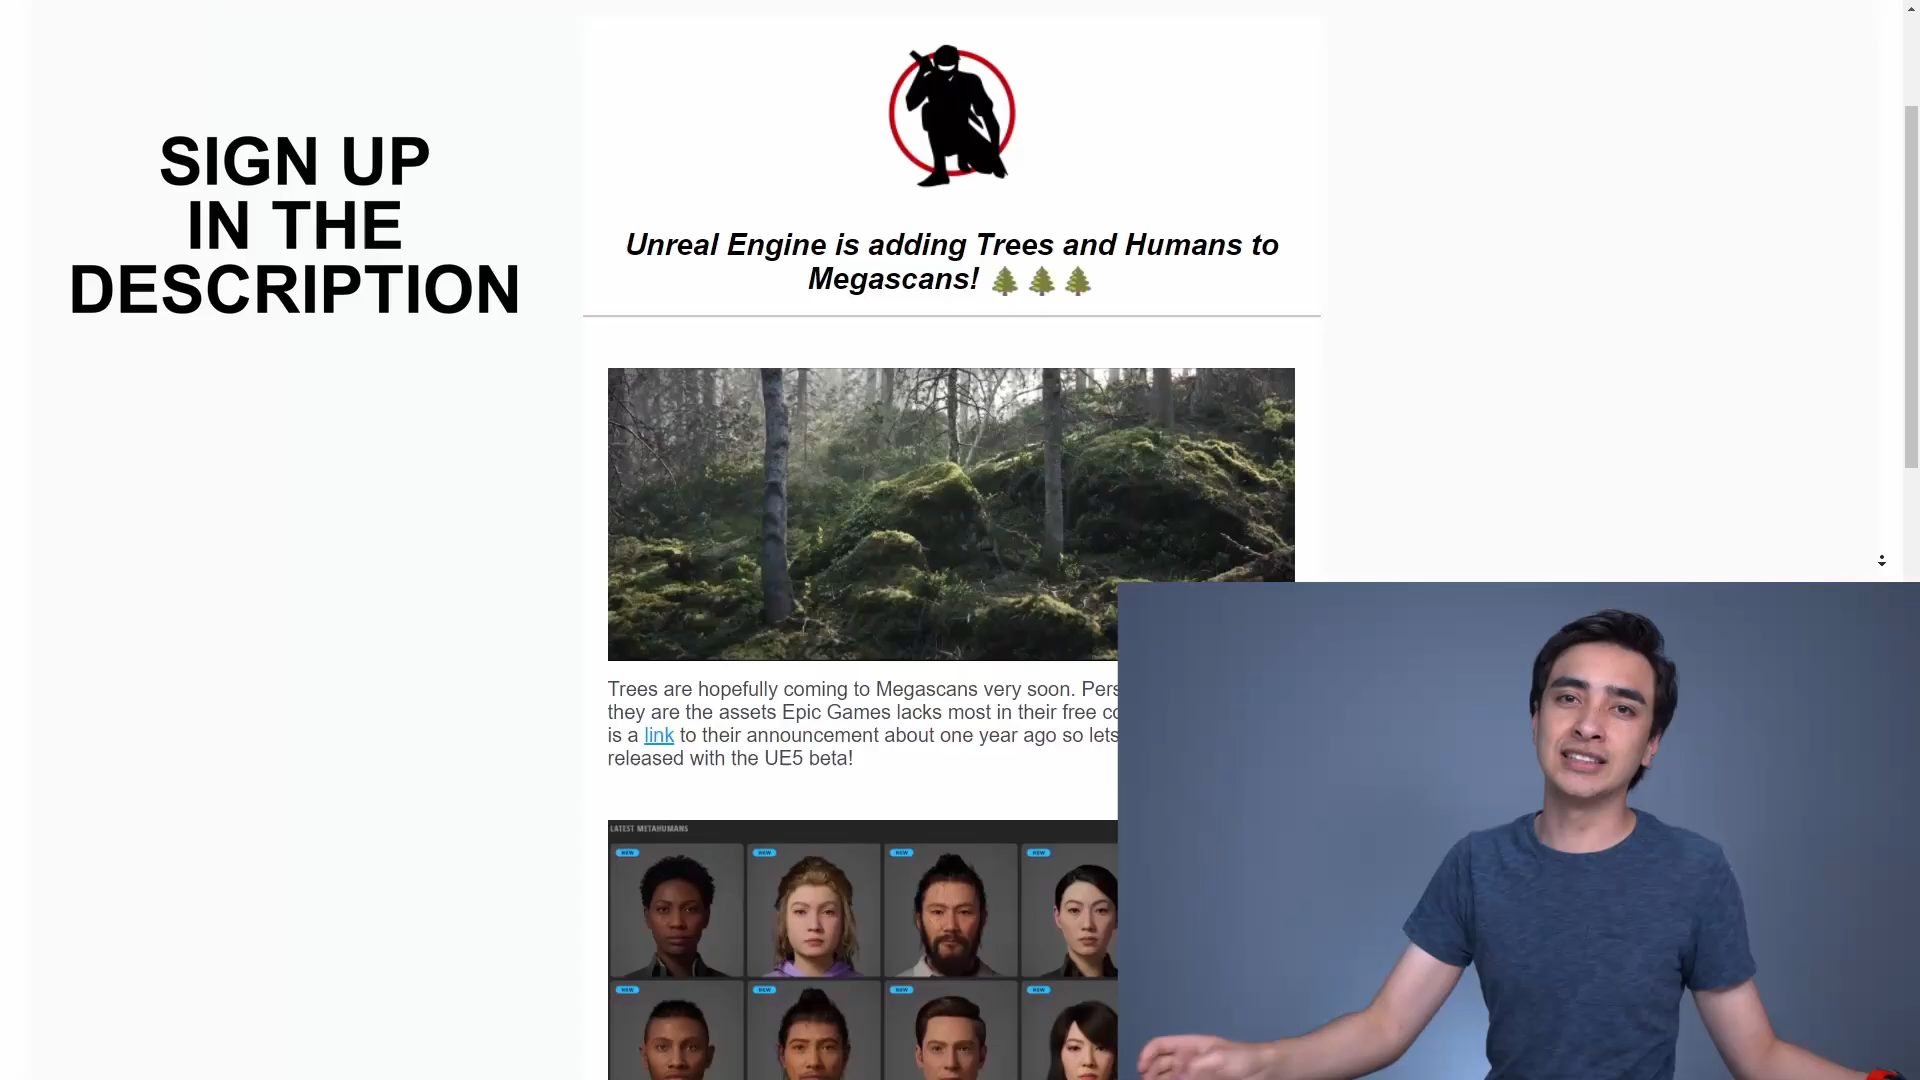 SIGN UP
IN THE
DESCRIPTION
Unreal Engine is adding Trees and Humans to
Megascans! 🌲🌲🌲
Trees are hopefully coming to Megascans very soon.
they are the assets Epic Games lacks most in their free
is a link to their announcement about one year ago so lets
released with the UE5 beta!
LATEST METAHUMANS
NEW
NEW
NEW
NEW
NEW
NEW
NEW
NEW